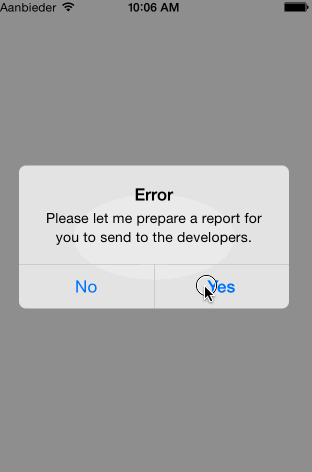 Aanbieder 10:06 AM
Error
Please let me prepare a report for
you to send to the developers.
No Yes